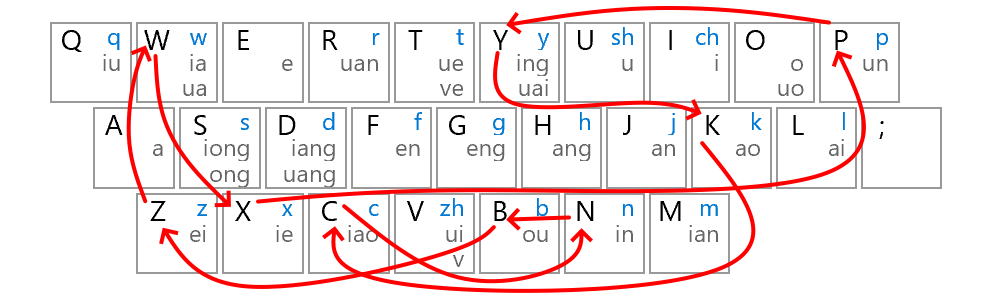 Q q W w E R r T t Y y U sh I ch O P p
iu ia e uan ue ing u i o un
ua ve uai uo
A S s D d F f G g H h J j K k L l ;
a iong iang en eng ang an ao ai
ong uang
Z z X x C c V zh B b N n M m
ei ie iao ui ou in ian
v